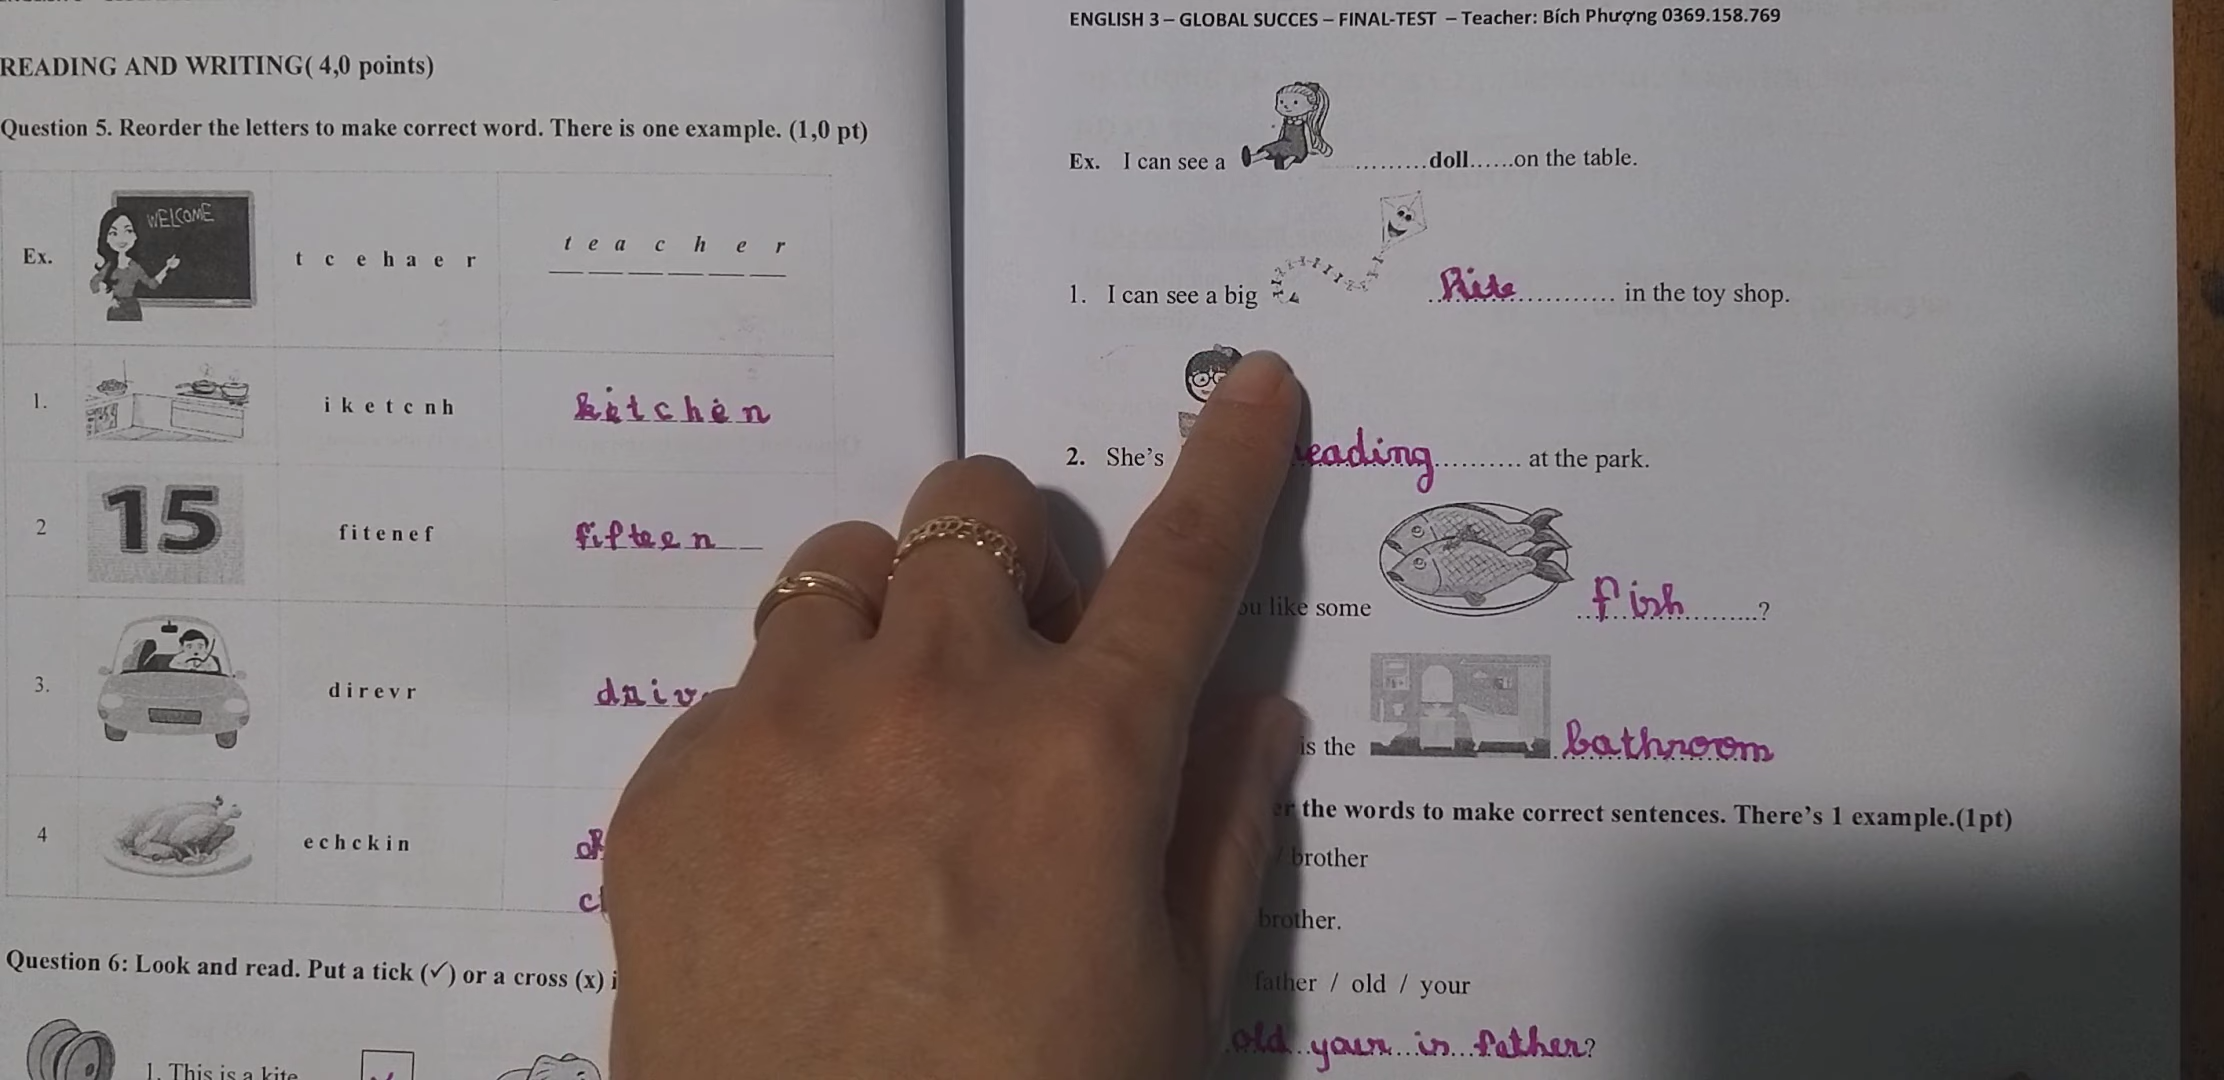 READING AND WRITING( 4,0 points)
Question 5. Reorder the letters to make correct word. There is one example. (1,0 pt)
Ex.
WELCOME
t c e h a e r
t e a c h e r
1.
i k e t c n h
kitchen
2
15
f i t e n e f
fifteen
3.
d i r e v r
driv
4
e c h c k i n
Question 6: Look and read. Put a tick (✓) or a cross (x) i
1. This is a kite
ENGLISH 3 – GLOBAL SUCCES – FINAL-TEST – Teacher: Bích Phượng 0369.158.769
Ex. I can see a ..........doll......on the table.
1. I can see a big Kite ............ in the toy shop.
2. She's eading .......... at the park.
like some fish ..........?
is the bathroom
the words to make correct sentences. There's 1 example.(1pt)
/ brother
brother.
father / old / your
old your is father?